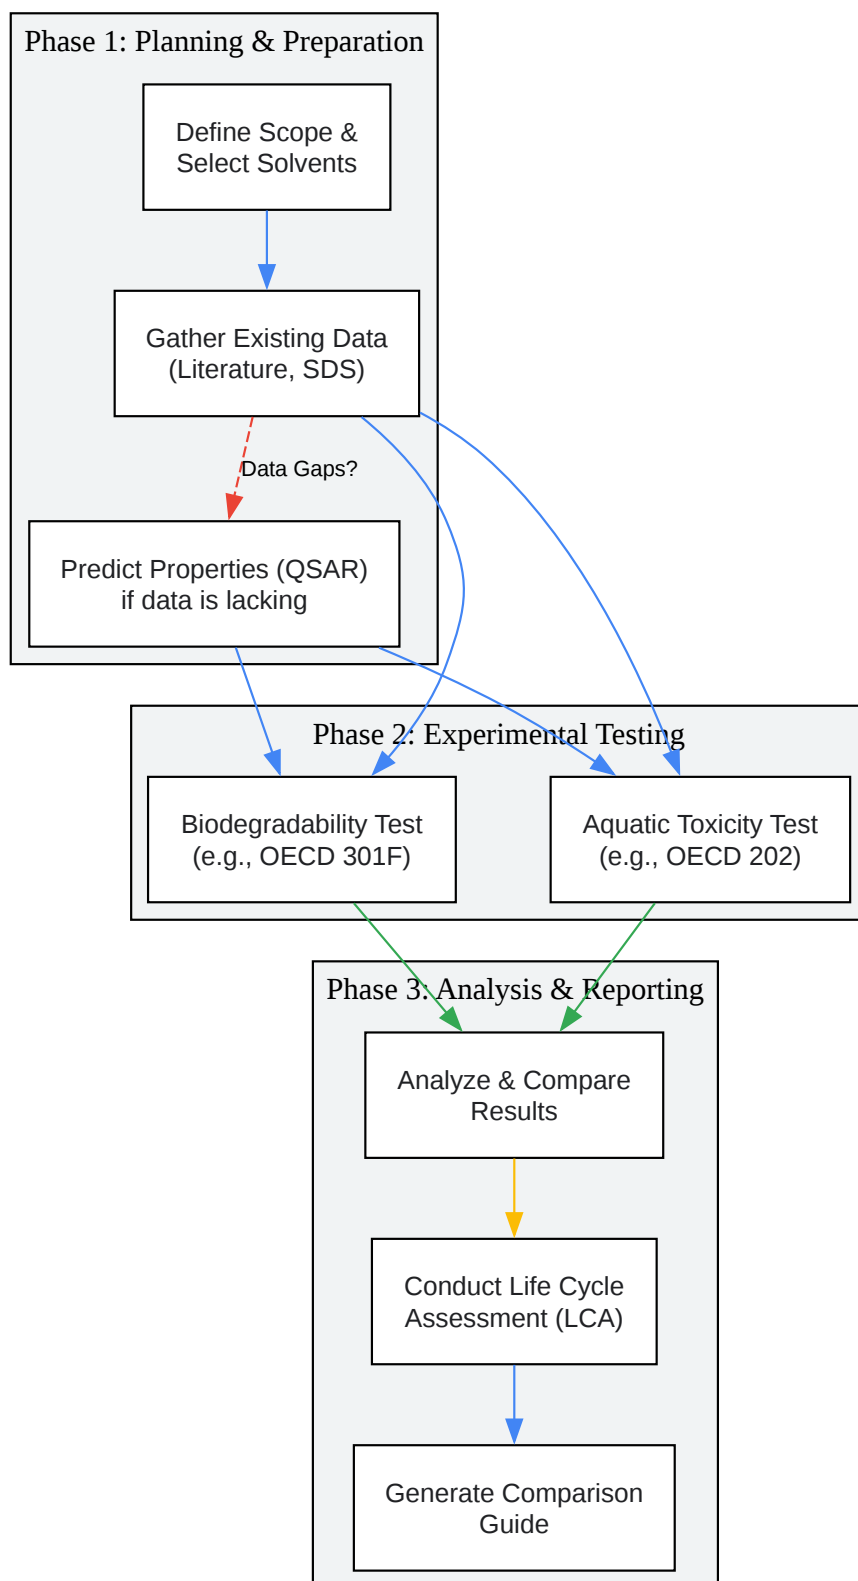 Phase 1: Planning & Preparation
Define Scope &
Select Solvents
Gather Existing Data
(Literature, SDS)
Data Gaps?
Predict Properties (QSAR)
if data is lacking
Phase 2: Experimental Testing
Biodegradability Test
(e.g., OECD 301F)
Aquatic Toxicity Test
(e.g., OECD 202)
Phase 3: Analysis & Reporting
Analyze & Compare
Results
Conduct Life Cycle
Assessment (LCA)
Generate Comparison
Guide